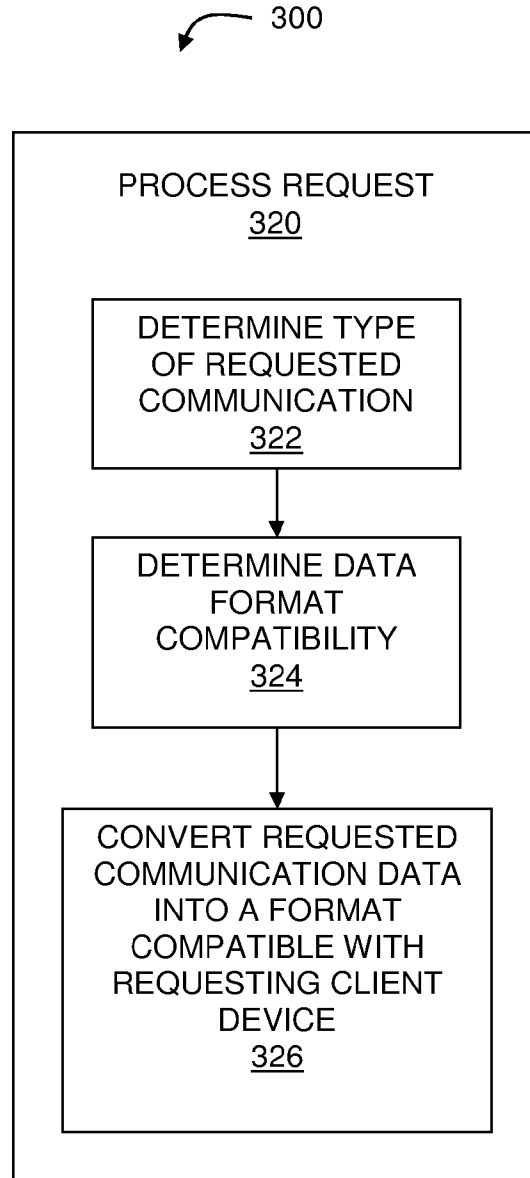 300
PROCESS REQUEST
320
DETERMINE TYPE
OF REQUESTED
COMMUNICATION
322
DETERMINE DATA
FORMAT
COMPATIBILITY
324
CONVERT REQUESTED
COMMUNICATION DATA
INTO A FORMAT
COMPATIBLE WITH
REQUESTING CLIENT
DEVICE
326